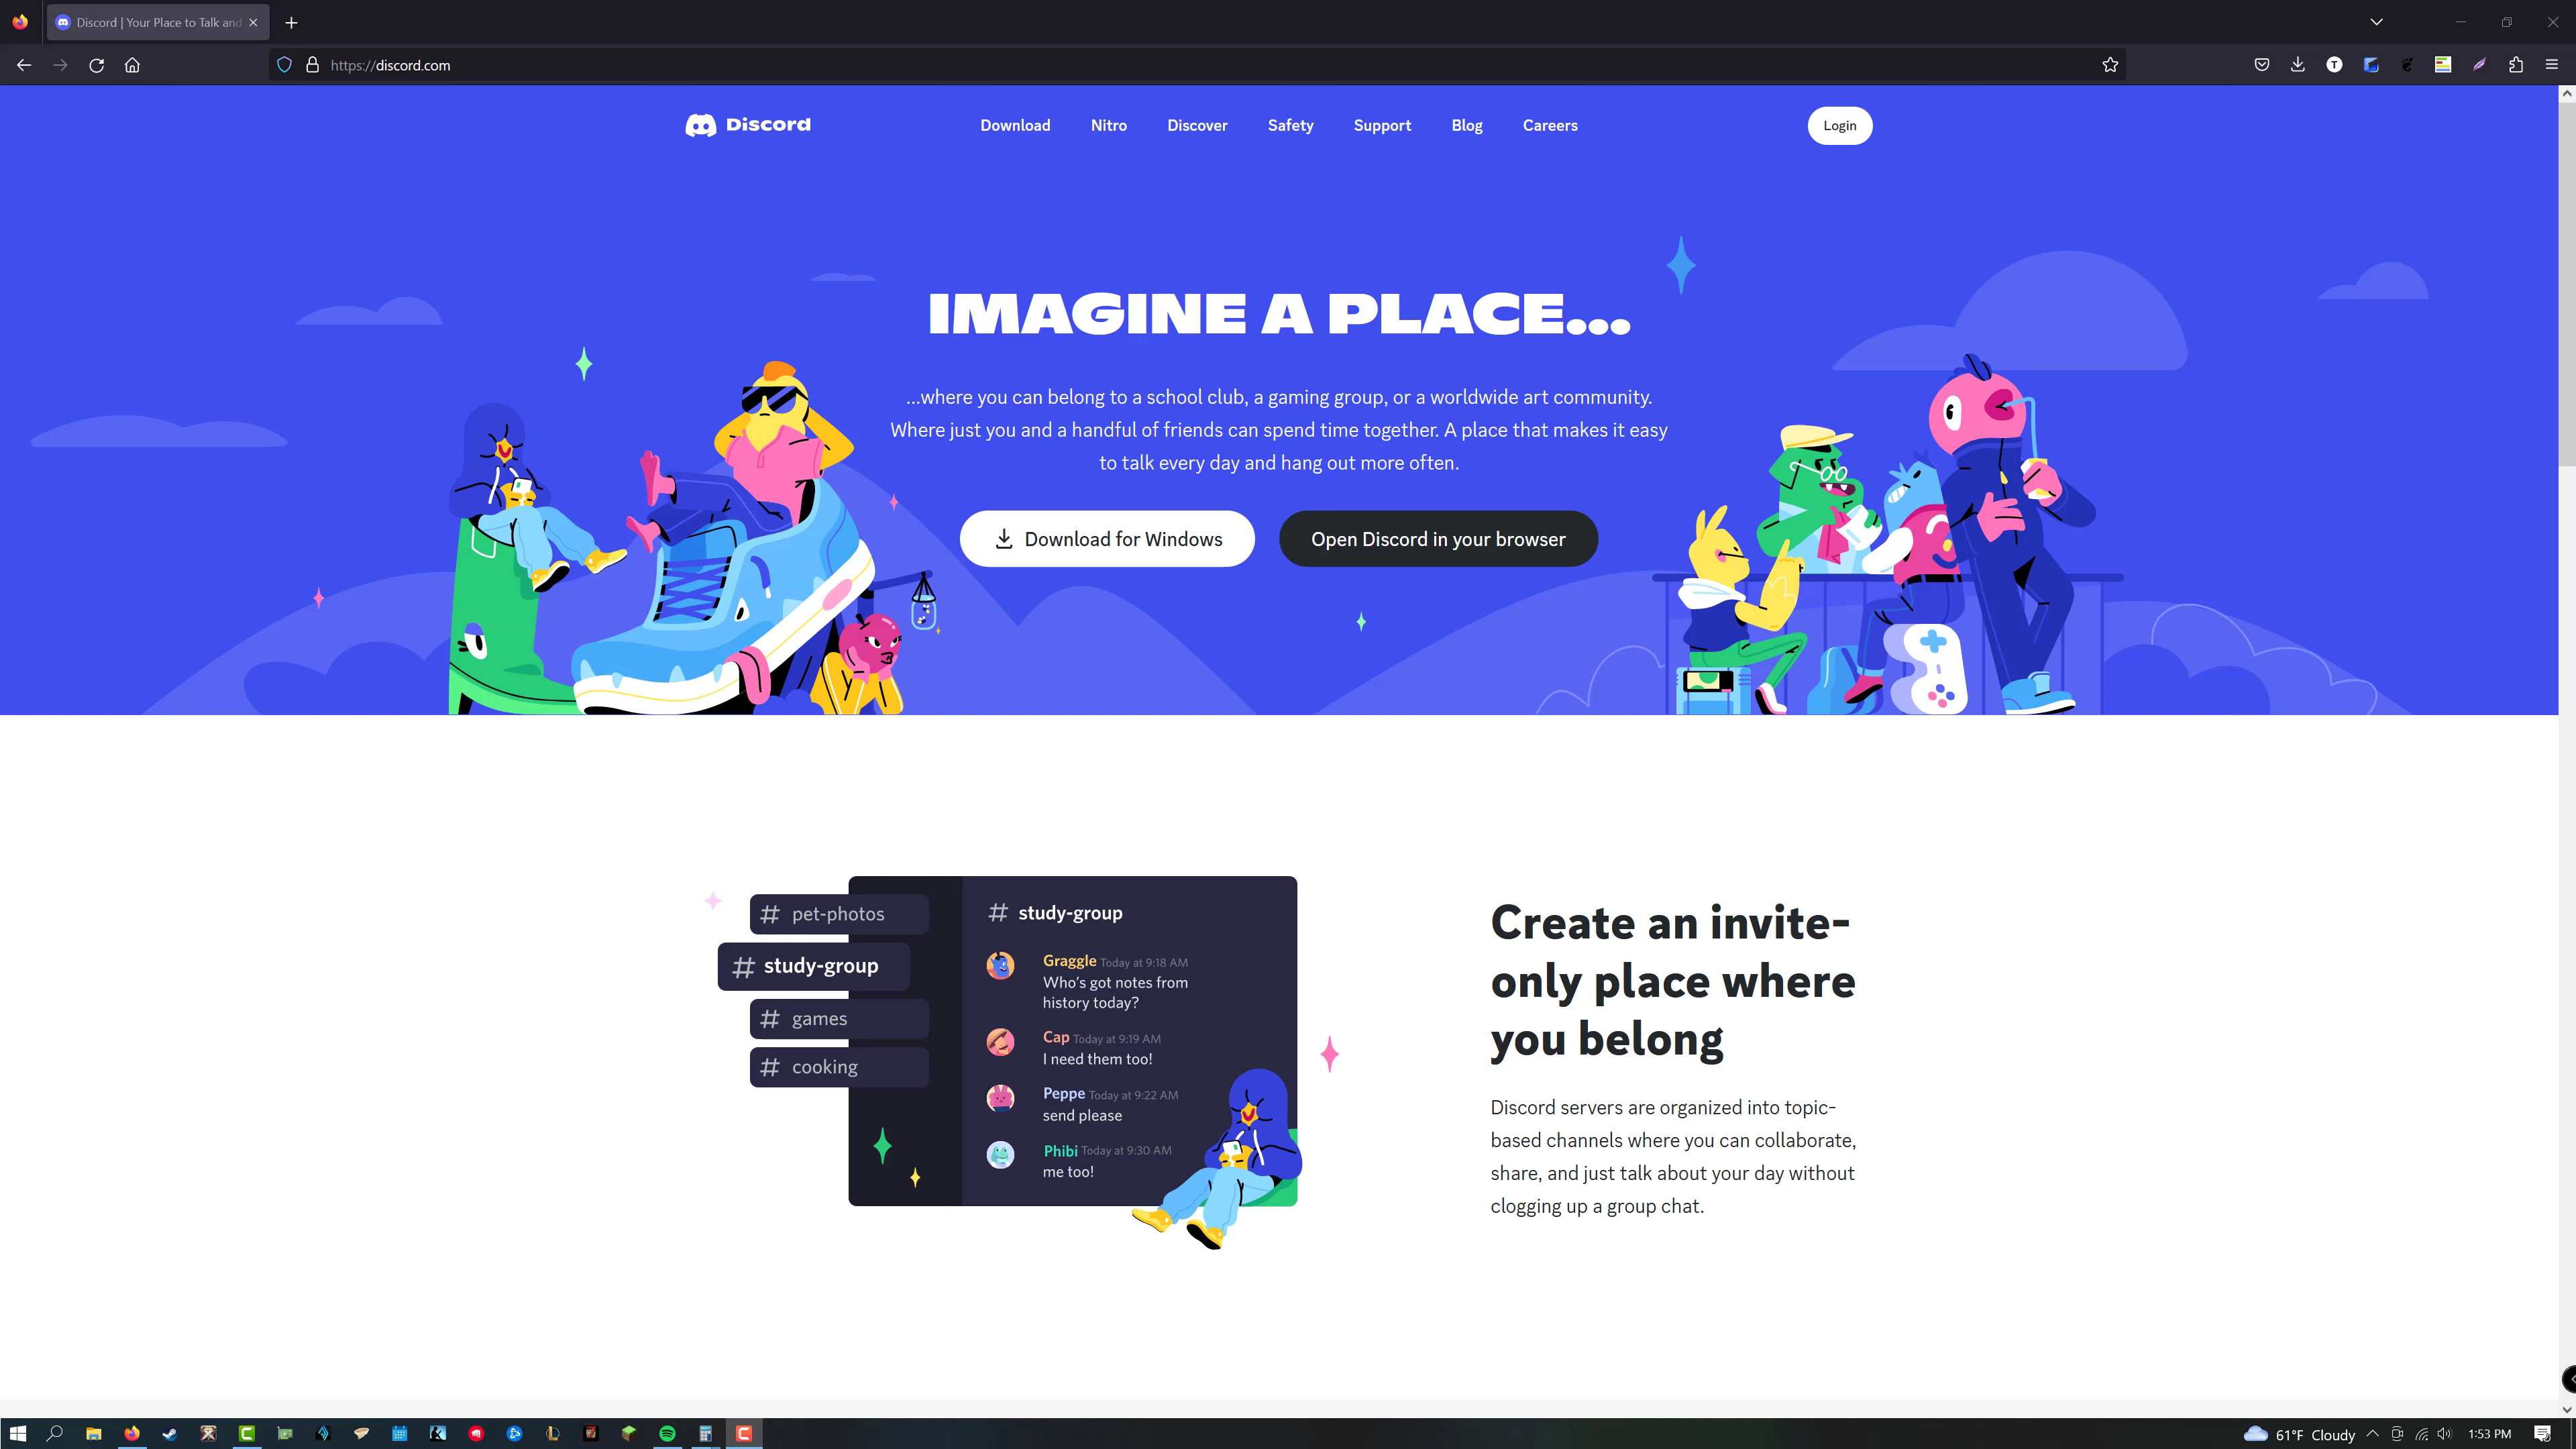 Discord | Your Place to Talk and
https://discord.com
Discord
Download
Nitro
Discover
Safety
Support
Blog
Careers
Login
IMAGINE A PLACE...
...where you can belong to a school club, a gaming group, or a worldwide art community.
Where just you and a handful of friends can spend time together. A place that makes it easy
to talk every day and hang out more often.
Download for Windows
Open Discord in your browser
# pet-photos
# study-group
# games
# cooking
# study-group
Graggle Today at 9:18 AM
Who's got notes from
history today?
Cap Today at 9:19 AM
I need them too!
Peppe Today at 9:22 AM
send please
Phibi Today at 9:30 AM
me too!
Create an invite-
only place where
you belong
Discord servers are organized into topic-
based channels where you can collaborate,
share, and just talk about your day without
clogging up a group chat.
61°F Cloudy
1:53 PM